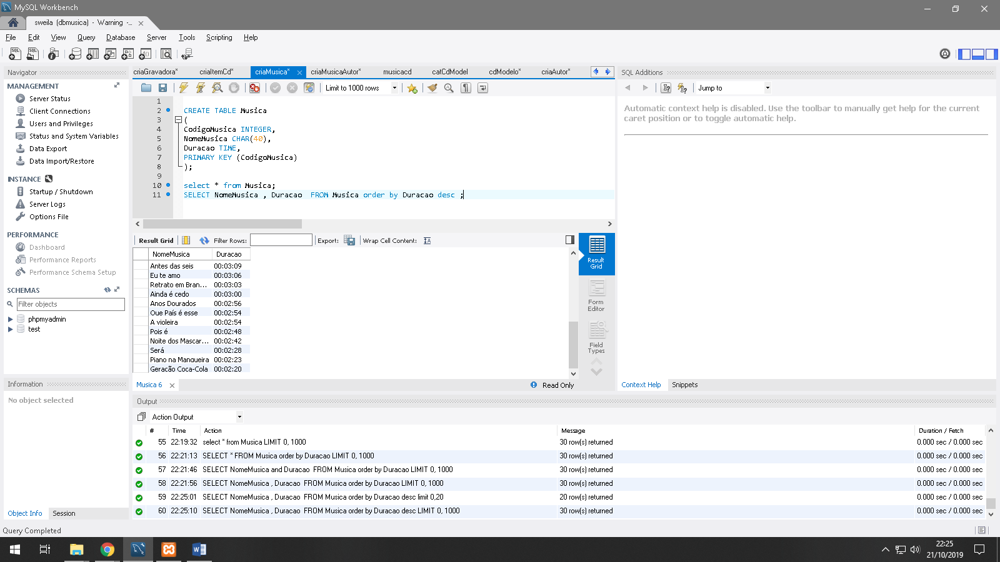 MySQL Workbench
sweila (dbmusica) - Warning -...
File Edit View Query Database Server Tools Scripting Help
Navigator
MANAGEMENT
Server Status
Client Connections
Users and Privileges
Status and System Variables
Data Export
Data Import/Restore
INSTANCE
Startup / Shutdown
Server Logs
Options File
PERFORMANCE
Dashboard
Performance Reports
Performance Schema Setup
SCHEMAS
Filter objects
phpmyadmin
test
Information
No object selected
Object Info Session
criaGravadora* criaItemCd* criaMusica* criaMusicaAutor* musicacd catCdModel cdModelo* criaAutor*
Limit to 1000 rows
1
2 CREATE TABLE Musica
3 (
4 CodigoMusica INTEGER,
5 NomeMusica CHAR(40),
6 Duracao TIME,
7 PRIMARY KEY (CodigoMusica)
8 );
9
10 select * from Musica;
11 SELECT NomeMusica , Duracao  FROM Musica order by Duracao desc ;
Result Grid Filter Rows: Export: Wrap Cell Content:
NomeMusica Duracao
Antes das seis 00:03:09
Eu te amo 00:03:06
Retrato em Bran... 00:03:03
Ainda é cedo 00:03:00
Anos Dourados 00:02:56
Que País é esse 00:02:54
A violeira 00:02:54
Pois é 00:02:48
Noite dos Mascar... 00:02:42
Será 00:02:28
Piano na Mangueira 00:02:23
Geração Coca-Cola 00:02:20
Result
Grid
Form
Editor
Field
Types
Musica 6 Read Only
SQL Additions
Jump to
Automatic context help is disabled. Use the toolbar to manually get help for the current
caret position or to toggle automatic help.
Context Help Snippets
Output
Action Output
# Time Action Message Duration / Fetch
55 22:19:32 select * from Musica LIMIT 0, 1000 30 row(s) returned 0.000 sec / 0.000 sec
56 22:21:13 SELECT * FROM Musica order by Duracao LIMIT 0, 1000 30 row(s) returned 0.000 sec / 0.000 sec
57 22:21:46 SELECT NomeMusica and Duracao  FROM Musica order by Duracao LIMIT 0, 1000 30 row(s) returned 0.000 sec / 0.000 sec
58 22:21:56 SELECT NomeMusica , Duracao  FROM Musica order by Duracao LIMIT 0, 1000 30 row(s) returned 0.000 sec / 0.000 sec
59 22:25:01 SELECT NomeMusica , Duracao  FROM Musica order by Duracao desc limit 0,20 20 row(s) returned 0.000 sec / 0.000 sec
60 22:25:10 SELECT NomeMusica , Duracao  FROM Musica order by Duracao desc LIMIT 0, 1000 30 row(s) returned 0.000 sec / 0.000 sec
Query Completed
22:25
21/10/2019